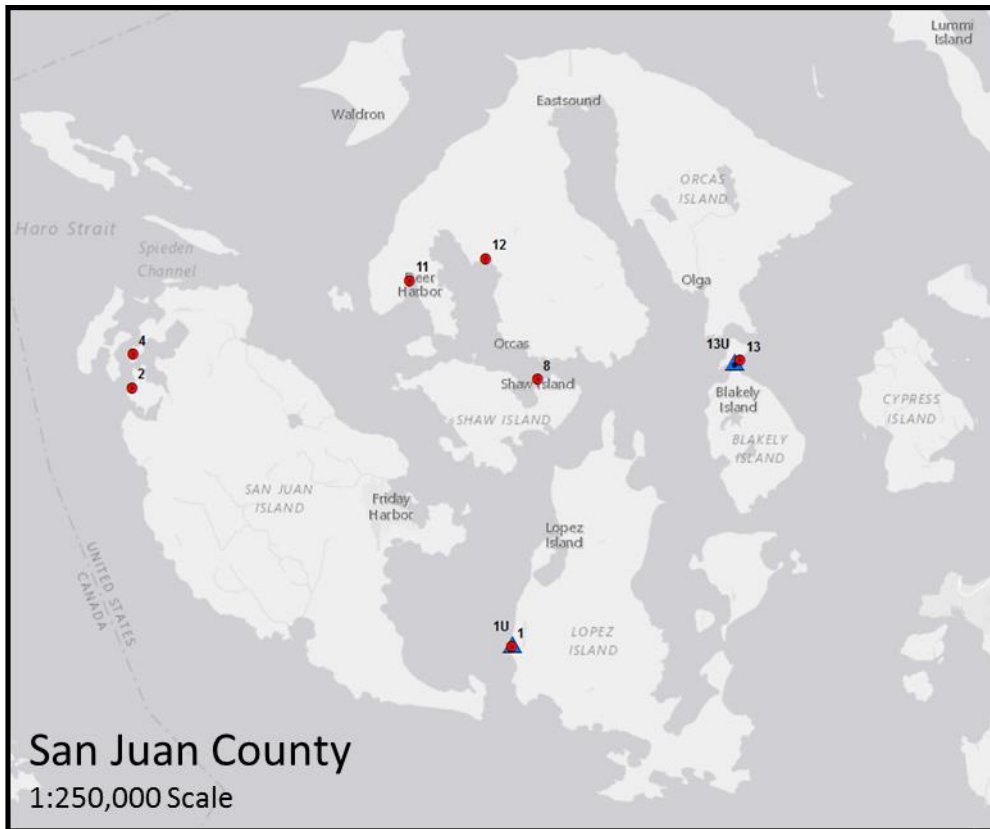 Lummi
Island
Waldron
Eastsound
ORCAS
ISLAND
Haro Strait
Spieden
Channel
12
11
Deer
Harbor
Olga
4
Orcas
13U
13
2
8
Shaw Island
Blakely
Island
SHAW ISLAND
CYPRESS
ISLAND
BLAKELY
ISLAND
SAN JUAN
ISLAND
Friday
Harbor
Lopez
Island
UNITED STATES
CANADA
1U
1
LOPEZ
ISLAND
San Juan County
1:250,000 Scale